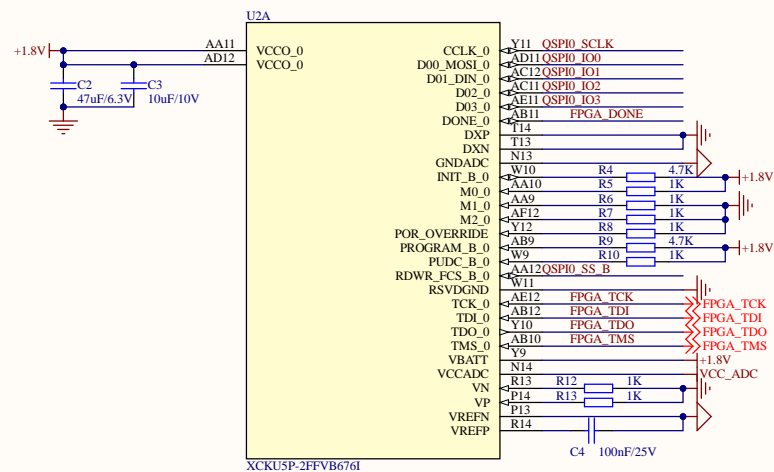 U2A
+1.8V AA11 VCCO_0 CCLK_0 Y11 QSPI0_SCLK
AD12 VCCO_0 D00_MOSI_0 AD11 QSPI0_IO0
D01_DIN_0 AC12 QSPI0_IO1
C2 C3 D02_0 AC11 QSPI0_IO2
47uF/6.3V 10uF/10V D03_0 AE11 QSPI0_IO3
DONE_0 AB11 FPGA_DONE
DXP T14
DXN T13
GNDADC N13
INIT_B_0 W10 R4 4.7K +1.8V
M0_0 AA10 R5 1K
M1_0 AA9 R6 1K
M2_0 AF12 R7 1K
POR_OVERRIDE Y12 R8 1K
PROGRAM_B_0 AB9 R9 4.7K +1.8V
PUDC_B_0 W9 R10 1K
RDWR_FCS_B_0 AA12 QSPI0_SS_B
RSVDGND W11
TCK_0 AE12 FPGA_TCK FPGA_TCK
TDI_0 AB12 FPGA_TDI FPGA_TDI
TDO_0 Y10 FPGA_TDO FPGA_TDO
TMS_0 AB10 FPGA_TMS FPGA_TMS
VBATT Y9 +1.8V
VCCADC N14 VCC_ADC
VN R13 R12 1K
VP P14 R13 1K
VREFN P13
VREFP R14
C4 100nF/25V
XCKU5P-2FFVB676I